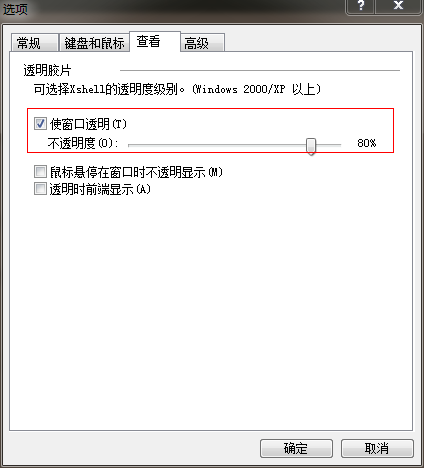 选项
常规 键盘和鼠标 查看 高级
透明胶片
可选择Xshell的透明度级别。(Windows 2000/XP 以上)
使窗口透明(T)
不透明度(O): 80%
鼠标悬停在窗口时不透明显示(M)
透明时前端显示(A)
确定 取消